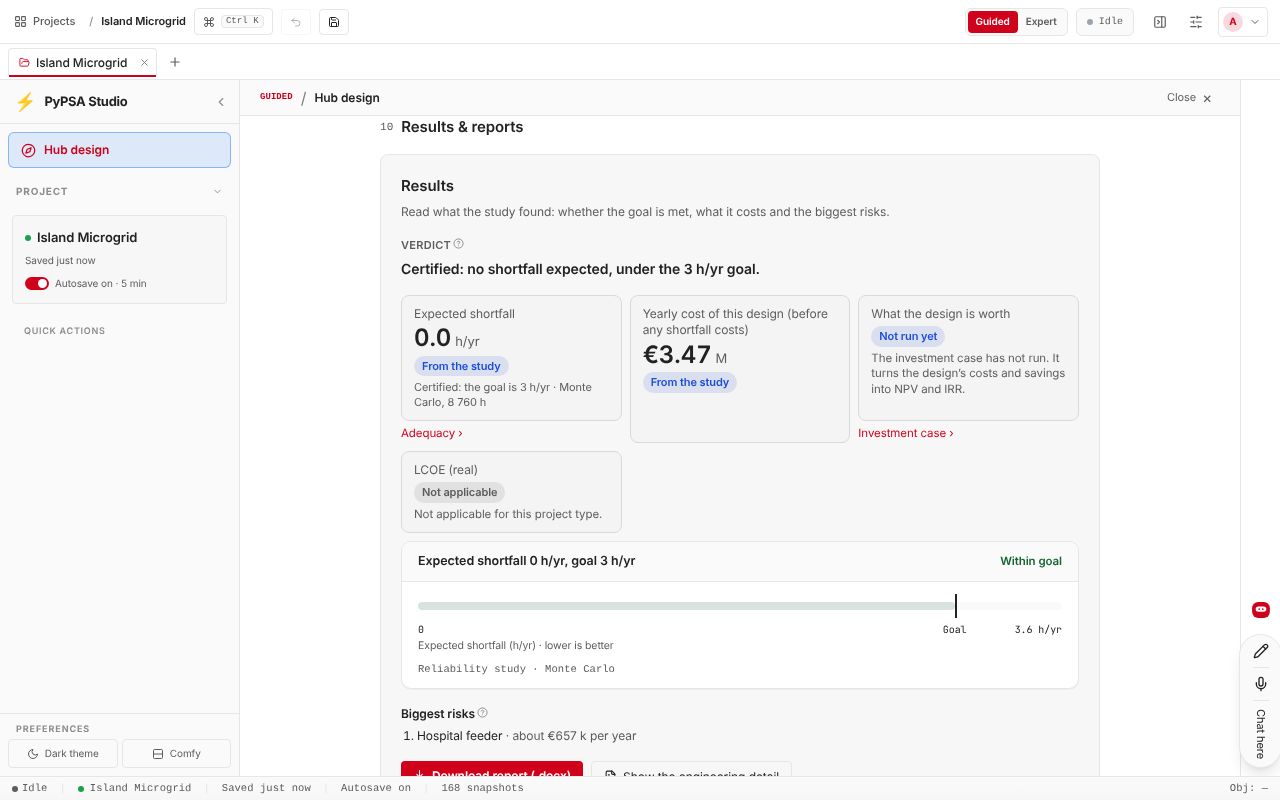 Projects / Island Microgrid ⌘ Ctrl K Guided Expert Idle A
Island Microgrid
PyPSA Studio
GUIDED / Hub design Close
Hub design
PROJECT
Island Microgrid
Saved just now
Autosave on · 5 min
QUICK ACTIONS
10 Results & reports
Results
Read what the study found: whether the goal is met, what it costs and the biggest risks.
VERDICT
Certified: no shortfall expected, under the 3 h/yr goal.
Expected shortfall
0.0 h/yr
From the study
Certified: the goal is 3 h/yr · Monte
Carlo, 8 760 h
Adequacy ›
Yearly cost of this design (before
any shortfall costs)
€3.47 M
From the study
What the design is worth
Not run yet
The investment case has not run. It
turns the design's costs and savings
into NPV and IRR.
Investment case ›
LCOE (real)
Not applicable
Not applicable for this project type.
Expected shortfall 0 h/yr, goal 3 h/yr Within goal
0 Goal 3.6 h/yr
Expected shortfall (h/yr) · lower is better
Reliability study · Monte Carlo
Biggest risks
1. Hospital feeder · about €657 k per year
Download report (.docx) Show the engineering detail
Chat here
PREFERENCES
Dark theme Comfy
Idle Island Microgrid Saved just now Autosave on 168 snapshots Obj: —